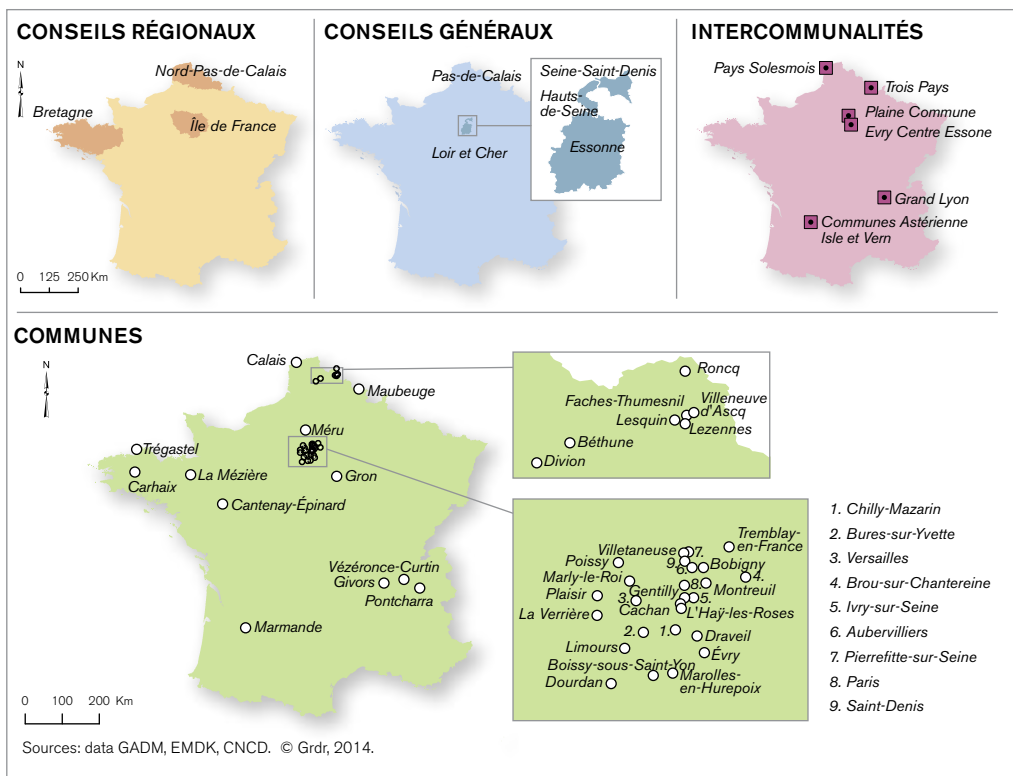 CONSEILS RÉGIONAUX
N
Nord-Pas-de-Calais
Bretagne
Île de France
0 125 250 Km
CONSEILS GÉNÉRAUX
Pas-de-Calais
Loir et Cher
Seine-Saint-Denis
Hauts-
de-Seine
Essonne
INTERCOMMUNALITÉS
Pays Solesmois
Trois Pays
Plaine Commune
Evry Centre Essone
Grand Lyon
Communes Astérienne
Isle et Vern
COMMUNES
N
Calais
Maubeuge
Méru
Trégastel
Carhaix
La Mézière
Gron
Cantenay-Épinard
Vézéronce-Curtin
Givors
Pontcharra
Marmande
0 100 200 Km
Roncq
Faches-Thumesnil
Villeneuve
d'Ascq
Lesquin
Lezennes
Béthune
Divion
Tremblay-
en-France
Villetaneuse
7.
Poissy
9.
6.
Bobigny
Marly-le-Roi
4.
Gentilly
8.
Montreuil
Plaisir
3.
5.
Cachan
L'Haÿ-les-Roses
La Verrière
2.
1.
Draveil
Limours
Évry
Boissy-sous-Saint-Yon
Dourdan
Marolles-
en-Hurepoix
1. Chilly-Mazarin
2. Bures-sur-Yvette
3. Versailles
4. Brou-sur-Chantereine
5. Ivry-sur-Seine
6. Aubervilliers
7. Pierrefitte-sur-Seine
8. Paris
9. Saint-Denis
Sources: data GADM, EMDK, CNCD. © Grdr, 2014.